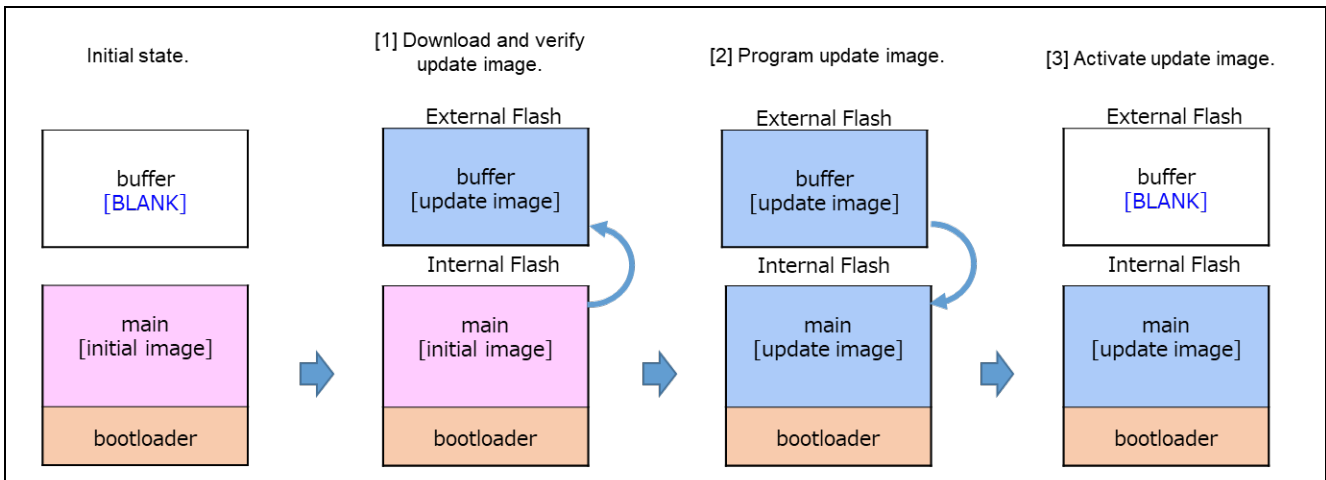 Initial state.
buffer
[BLANK]
main
[initial image]
bootloader
[1] Download and verify
update image.
External Flash
buffer
[update image]
Internal Flash
main
[initial image]
bootloader
[2] Program update image.
External Flash
buffer
[update image]
Internal Flash
main
[update image]
bootloader
[3] Activate update image.
External Flash
buffer
[BLANK]
Internal Flash
main
[update image]
bootloader